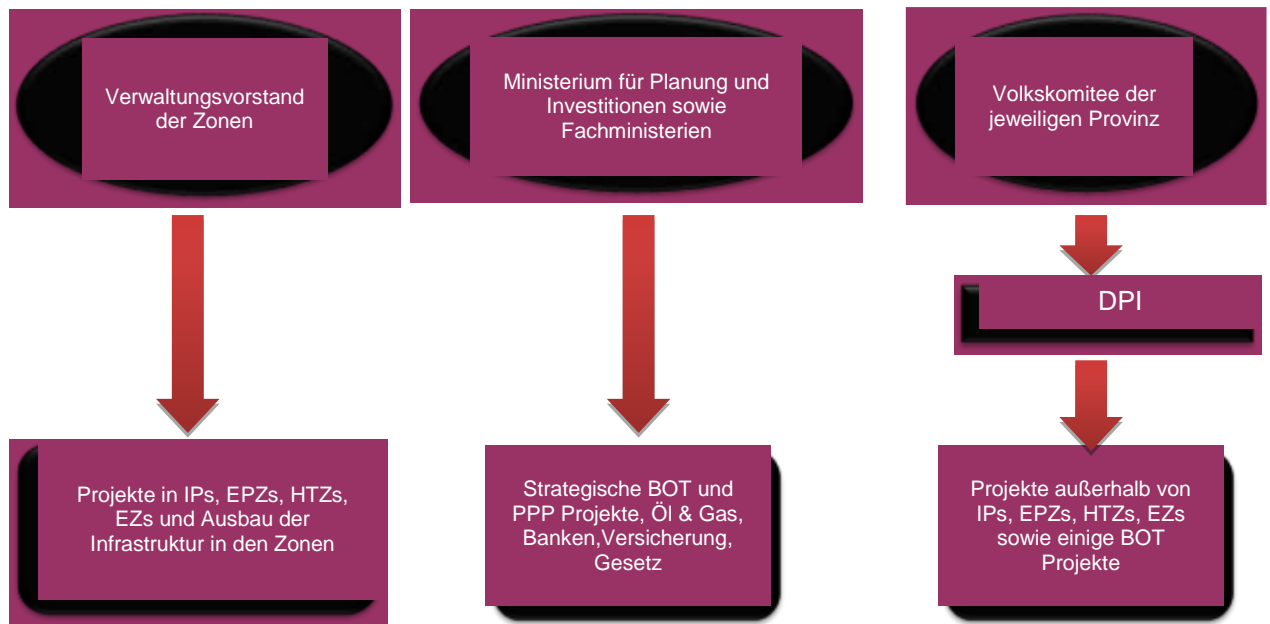 Verwaltungsvorstand
der Zonen
Ministerium für Planung und
Investitionen sowie
Fachministerien
Volkskomitee der
jeweiligen Provinz
DPI
Projekte in IPs, EPZs, HTZs,
EZs und Ausbau der
Infrastruktur in den Zonen
Strategische BOT und
PPP Projekte, Öl & Gas,
Banken,Versicherung,
Gesetz
Projekte außerhalb von
IPs, EPZs, HTZs, EZs
sowie einige BOT
Projekte